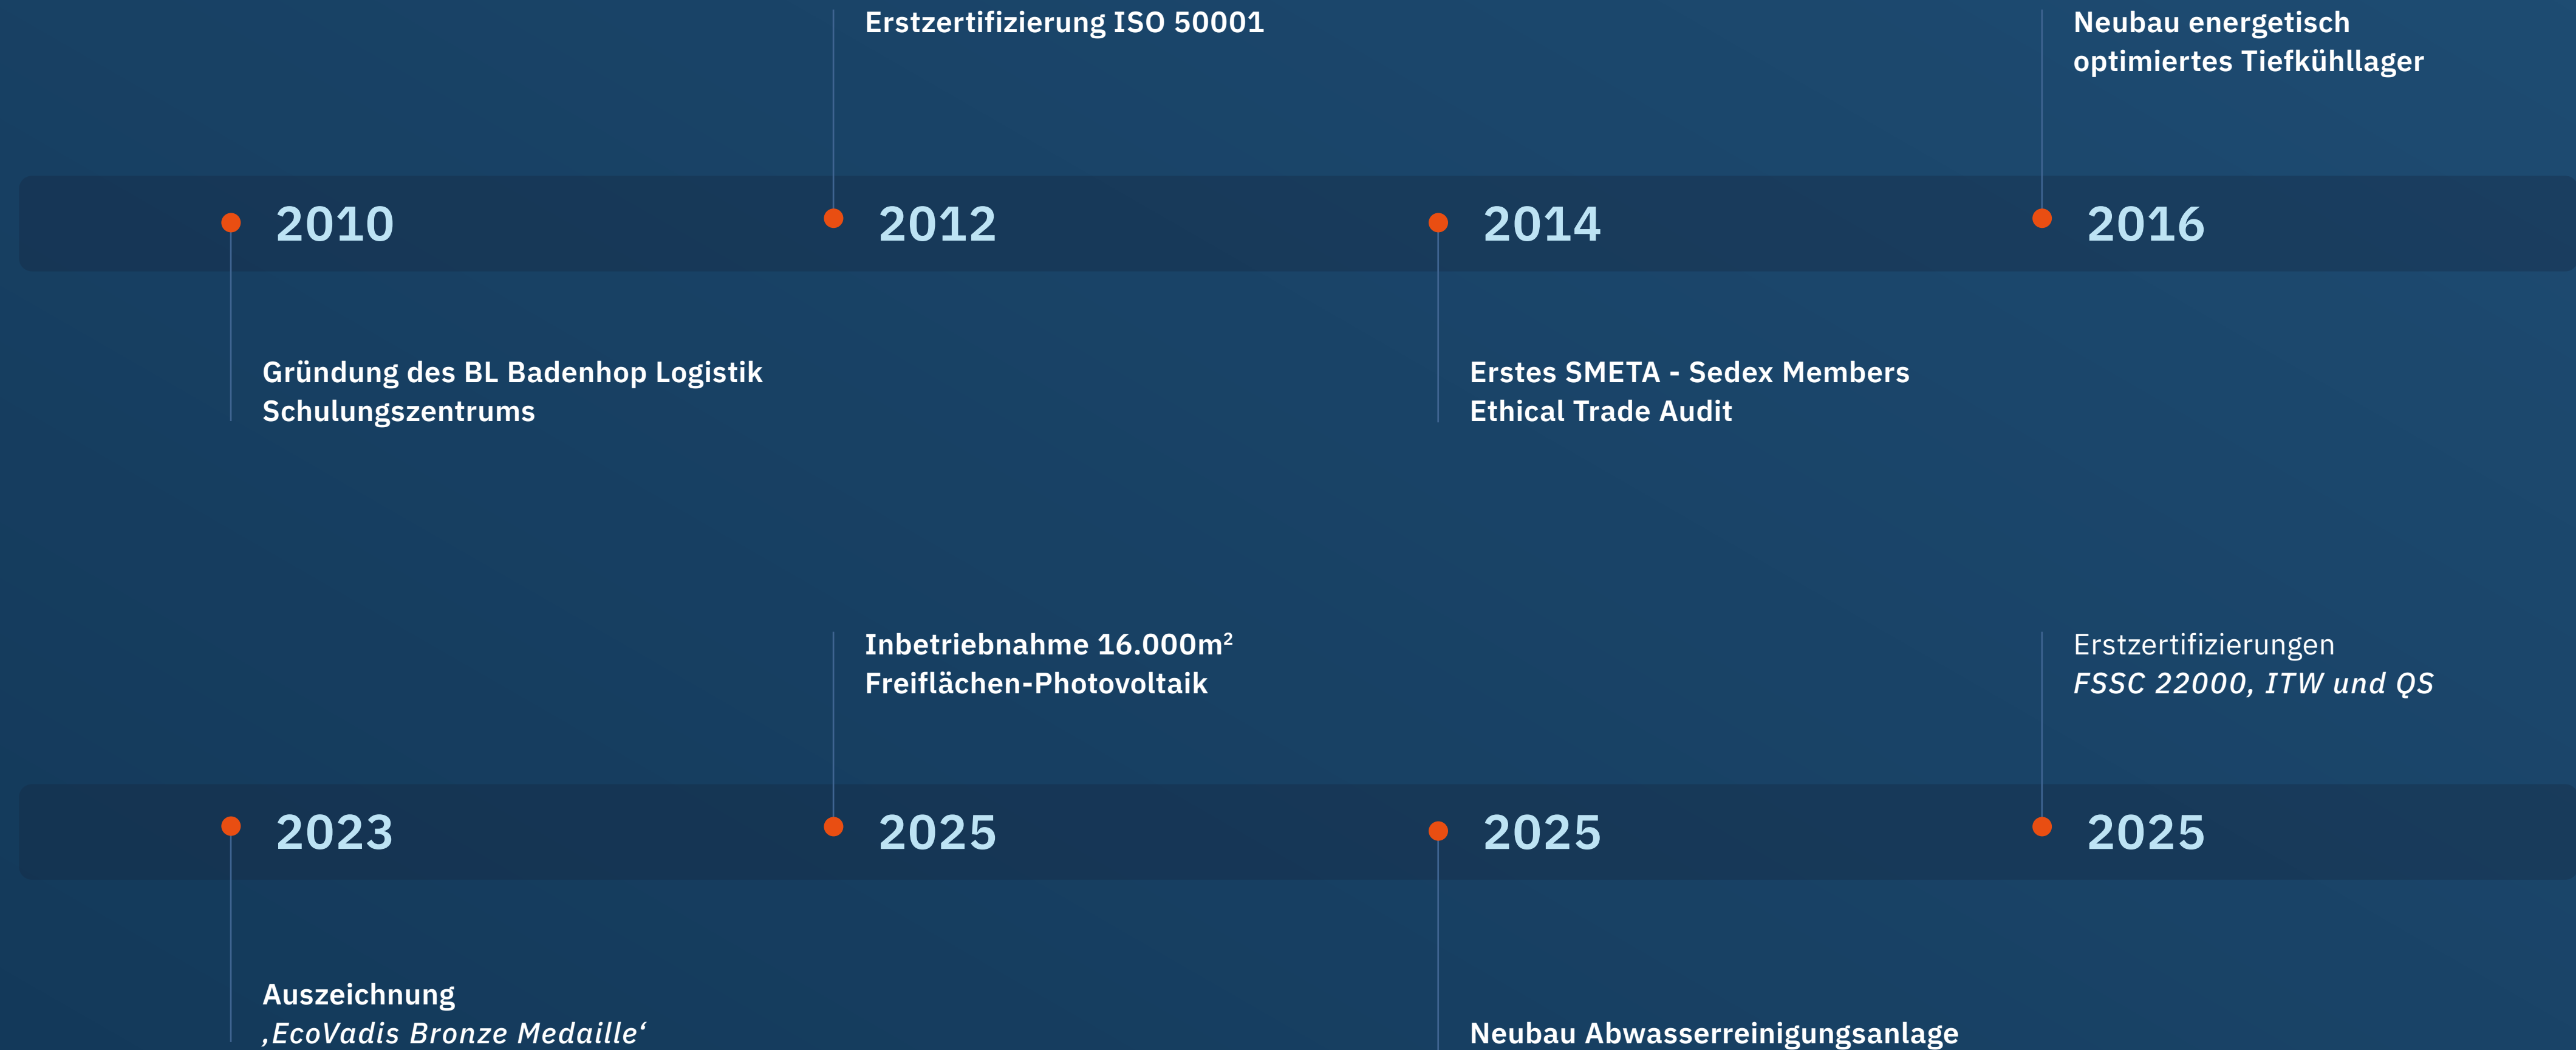 Erstzertifizierung ISO 50001
Neubau energetisch
optimiertes Tiefkühllager
2010
2012
2014
2016
Gründung des BL Badenhop Logistik
Schulungszentrums
Erstes SMETA - Sedex Members
Ethical Trade Audit
Inbetriebnahme 16.000m²
Freiflächen-Photovoltaik
Erstzertifizierungen
FSSC 22000, ITW und QS
2023
2025
2025
2025
Auszeichnung
‚EcoVadis Bronze Medaille‘
Neubau Abwasserreinigungsanlage